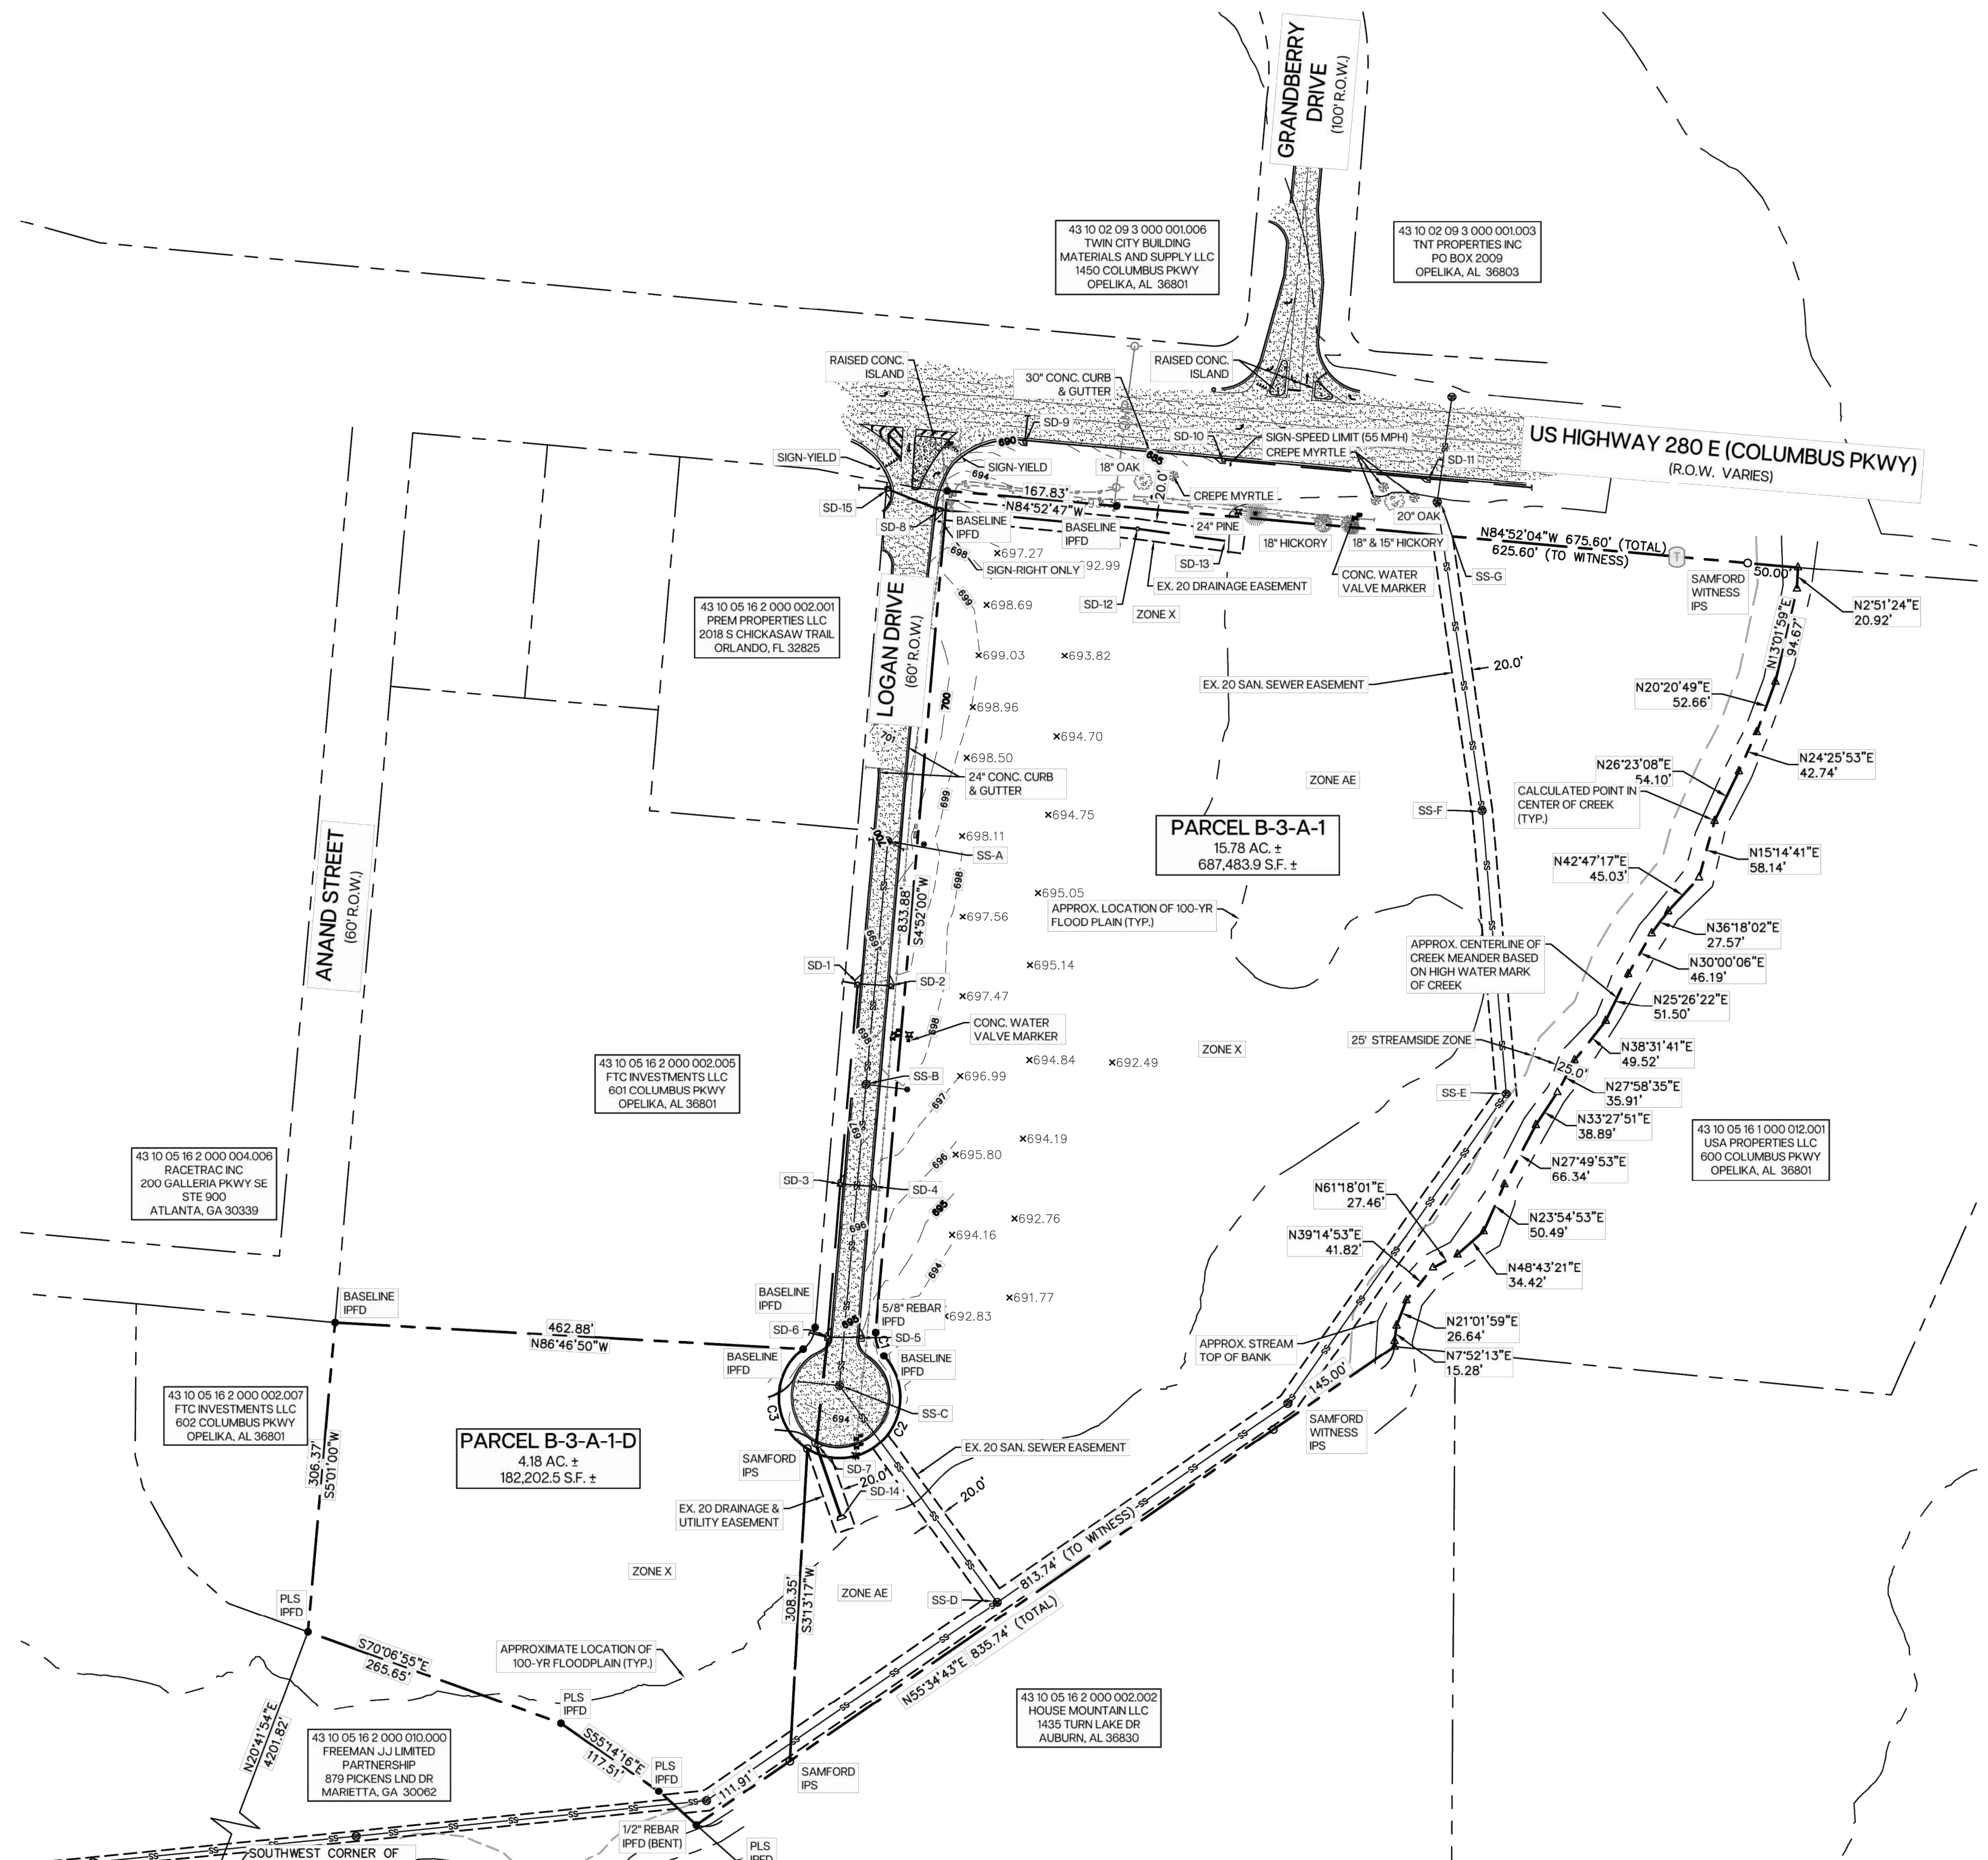 GRANDBERRY
DRIVE
(100' R.O.W.)
43 10 02 09 3 000 001.006
TWIN CITY BUILDING
MATERIALS AND SUPPLY LLC
1450 COLUMBUS PKWY
OPELIKA, AL 36801
43 10 02 09 3 000 001.003
TNT PROPERTIES INC
PO BOX 2009
OPELIKA, AL 36803
RAISED CONC.
ISLAND
30" CONC. CURB
& GUTTER
RAISED CONC.
ISLAND
US HIGHWAY 280 E (COLUMBUS PKWY)
(R.O.W. VARIES)
SD-9
690
SD-10
SIGN-SPEED LIMIT (55 MPH)
CREPE MYRTLE
SD-11
685
SS
SIGN-YIELD
SIGN-YIELD
694
18" OAK
20.0'
CREPE MYRTLE
167.83'
N84°52'47"W
SD-15
SD-8
BASELINE
IPFD
BASELINE
IPFD
24" PINE
18" HICKORY
20" OAK
18" & 15" HICKORY
N84°52'04"W 675.60' (TOTAL)
625.60' (TO WITNESS)
T
50.00'
SAMFORD
WITNESS
IPS
N2°51'24"E
20.92'
698
×697.27
SIGN-RIGHT ONLY
92.99
SD-13
EX. 20 DRAINAGE EASEMENT
CONC. WATER
VALVE MARKER
SS-G
SD-12
ZONE X
699
×698.69
43 10 05 16 2 000 002.001
PREM PROPERTIES LLC
2018 S CHICKASAW TRAIL
ORLANDO, FL 32825
LOGAN DRIVE
(60' R.O.W.)
×699.03
×693.82
EX. 20 SAN. SEWER EASEMENT
20.0'
N13°01'59"E
94.67'
N20°20'49"E
52.66'
700
×698.96
701
×694.70
×698.50
24" CONC. CURB
& GUTTER
699
ZONE AE
N24°25'53"E
42.74'
N26°23'08"E
54.10'
CALCULATED POINT IN
CENTER OF CREEK
(TYP.)
SS-F
×694.75
PARCEL B-3-A-1
15.78 AC. ±
687,483.9 S.F. ±
700
×698.11
SS-A
698
N15°14'41"E
58.14'
N42°47'17"E
45.03'
ANAND STREET
(60' R.O.W.)
833.88'
S4°52'00"W
×695.05
×697.56
APPROX. LOCATION OF 100-YR
FLOOD PLAIN (TYP.)
699
N36°18'02"E
27.57'
APPROX. CENTERLINE OF
CREEK MEANDER BASED
ON HIGH WATER MARK
OF CREEK
N30°00'06"E
46.19'
SD-1
SD-2
×695.14
×697.47
N25°26'22"E
51.50'
698
698
CONC. WATER
VALVE MARKER
25' STREAMSIDE ZONE
N38°31'41"E
49.52'
ZONE X
×694.84
×692.49
25.0'
43 10 05 16 2 000 002.005
FTC INVESTMENTS LLC
601 COLUMBUS PKWY
OPELIKA, AL 36801
SS-B
×696.99
697
SS-E
N27°58'35"E
35.91'
N33°27'51"E
38.89'
697
×694.19
43 10 05 16 1 000 012.001
USA PROPERTIES LLC
600 COLUMBUS PKWY
OPELIKA, AL 36801
43 10 05 16 2 000 004.006
RACETRAC INC
200 GALLERIA PKWY SE
STE 900
ATLANTA, GA 30339
696
×695.80
N27°49'53"E
66.34'
SD-3
SD-4
N61°18'01"E
27.46'
695
×692.76
N23°54'53"E
50.49'
696
×694.16
N39°14'53"E
41.82'
694
N48°43'21"E
34.42'
BASELINE
IPFD
BASELINE
IPFD
5/8" REBAR
IPFD
×691.77
×692.83
462.88'
N86°46'50"W
SD-6
695
SD-5
C1
N21°01'59"E
26.64'
APPROX. STREAM
TOP OF BANK
BASELINE
IPFD
BASELINE
IPFD
N7°52'13"E
15.28'
145.00'
43 10 05 16 2 000 002.007
FTC INVESTMENTS LLC
602 COLUMBUS PKWY
OPELIKA, AL 36801
C3
694
C2
SS-C
SAMFORD
WITNESS
IPS
PARCEL B-3-A-1-D
4.18 AC. ±
182,202.5 S.F. ±
306.37'
S5°01'00"W
SAMFORD
IPS
EX. 20 SAN. SEWER EASEMENT
SD-7
20.0'
SD-14
20.0'
EX. 20 DRAINAGE &
UTILITY EASEMENT
813.74' (TO WITNESS)
ZONE X
308.35'
S3°13'17"W
ZONE AE
SS-D
PLS
IPFD
N55°34'43"E 835.74' (TOTAL)
S70°06'55"E
265.65'
APPROXIMATE LOCATION OF
100-YR FLOODPLAIN (TYP.)
N20°41'54"E
4201.82'
PLS
IPFD
43 10 05 16 2 000 002.002
HOUSE MOUNTAIN LLC
1435 TURN LAKE DR
AUBURN, AL 36830
43 10 05 16 2 000 010.000
FREEMAN JJ LIMITED
PARTNERSHIP
879 PICKENS LND DR
MARIETTA, GA 30062
S55°14'16"E
117.51'
PLS
IPFD
111.91'
SAMFORD
IPS
1/2" REBAR
IPFD (BENT)
PLS
IPFD
SOUTHWEST CORNER OF